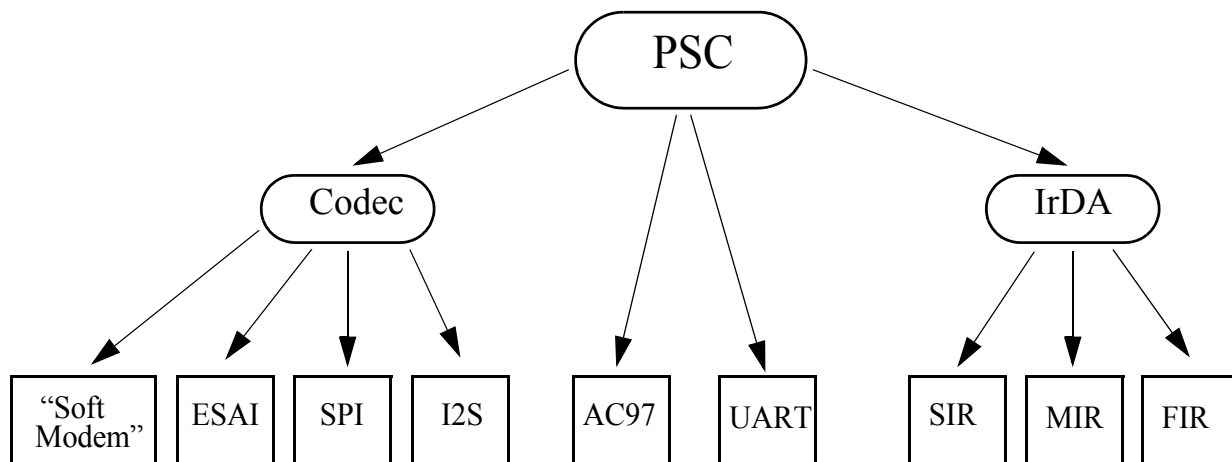 PSC
Codec
IrDA
“Soft
Modem”
ESAI
SPI
I2S
AC97
UART
SIR
MIR
FIR